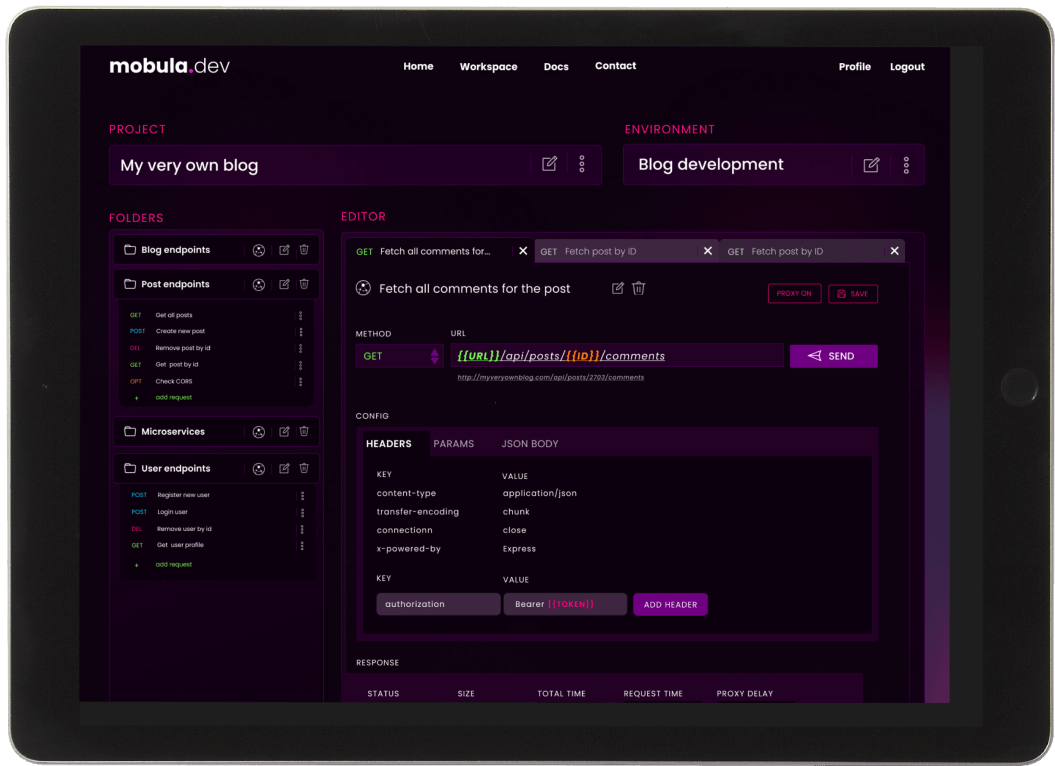 mobula.dev
Home Workspace Docs Contact Profile Logout
PROJECT
My very own blog
ENVIRONMENT
Blog development
FOLDERS
Blog endpoints
Post endpoints
GET Get all posts
POST Create new post
DEL Remove post by id
GET Get post by id
OPT Check CORS
+ add request
Microservices
User endpoints
POST Register new user
POST Login user
DEL Remove user by id
GET Get user profile
+ add request
EDITOR
GET Fetch all comments for... ✕ GET Fetch post by ID ✕ GET Fetch post by ID ✕
Fetch all comments for the post
PROXY ON SAVE
METHOD URL
GET {{URL}}/api/posts/{{ID}}/comments SEND
http://myveryownblog.com/api/posts/2703/comments
CONFIG
HEADERS PARAMS JSON BODY
KEY VALUE
content-type application/json
transfer-encoding chunk
connectionn close
x-powered-by Express
KEY VALUE
authorization Bearer {{TOKEN}} ADD HEADER
RESPONSE
STATUS SIZE TOTAL TIME REQUEST TIME PROXY DELAY